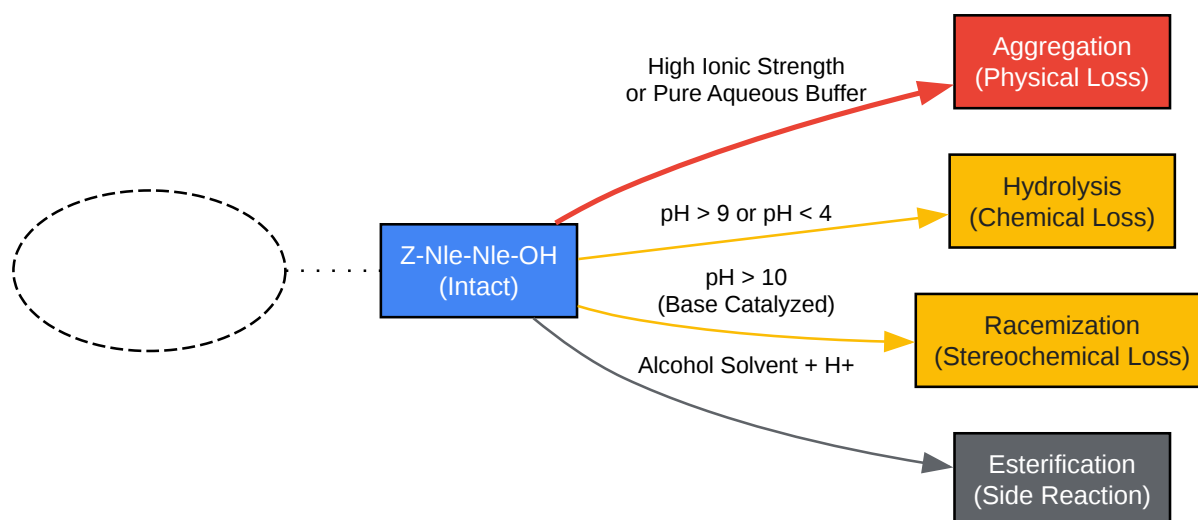 High Ionic Strength
or Pure Aqueous Buffer
Aggregation
(Physical Loss)
Z-Nle-Nle-OH
(Intact)
pH > 9 or pH < 4
Hydrolysis
(Chemical Loss)
pH > 10
(Base Catalyzed)
Racemization
(Stereochemical Loss)
Alcohol Solvent + H+
Esterification
(Side Reaction)